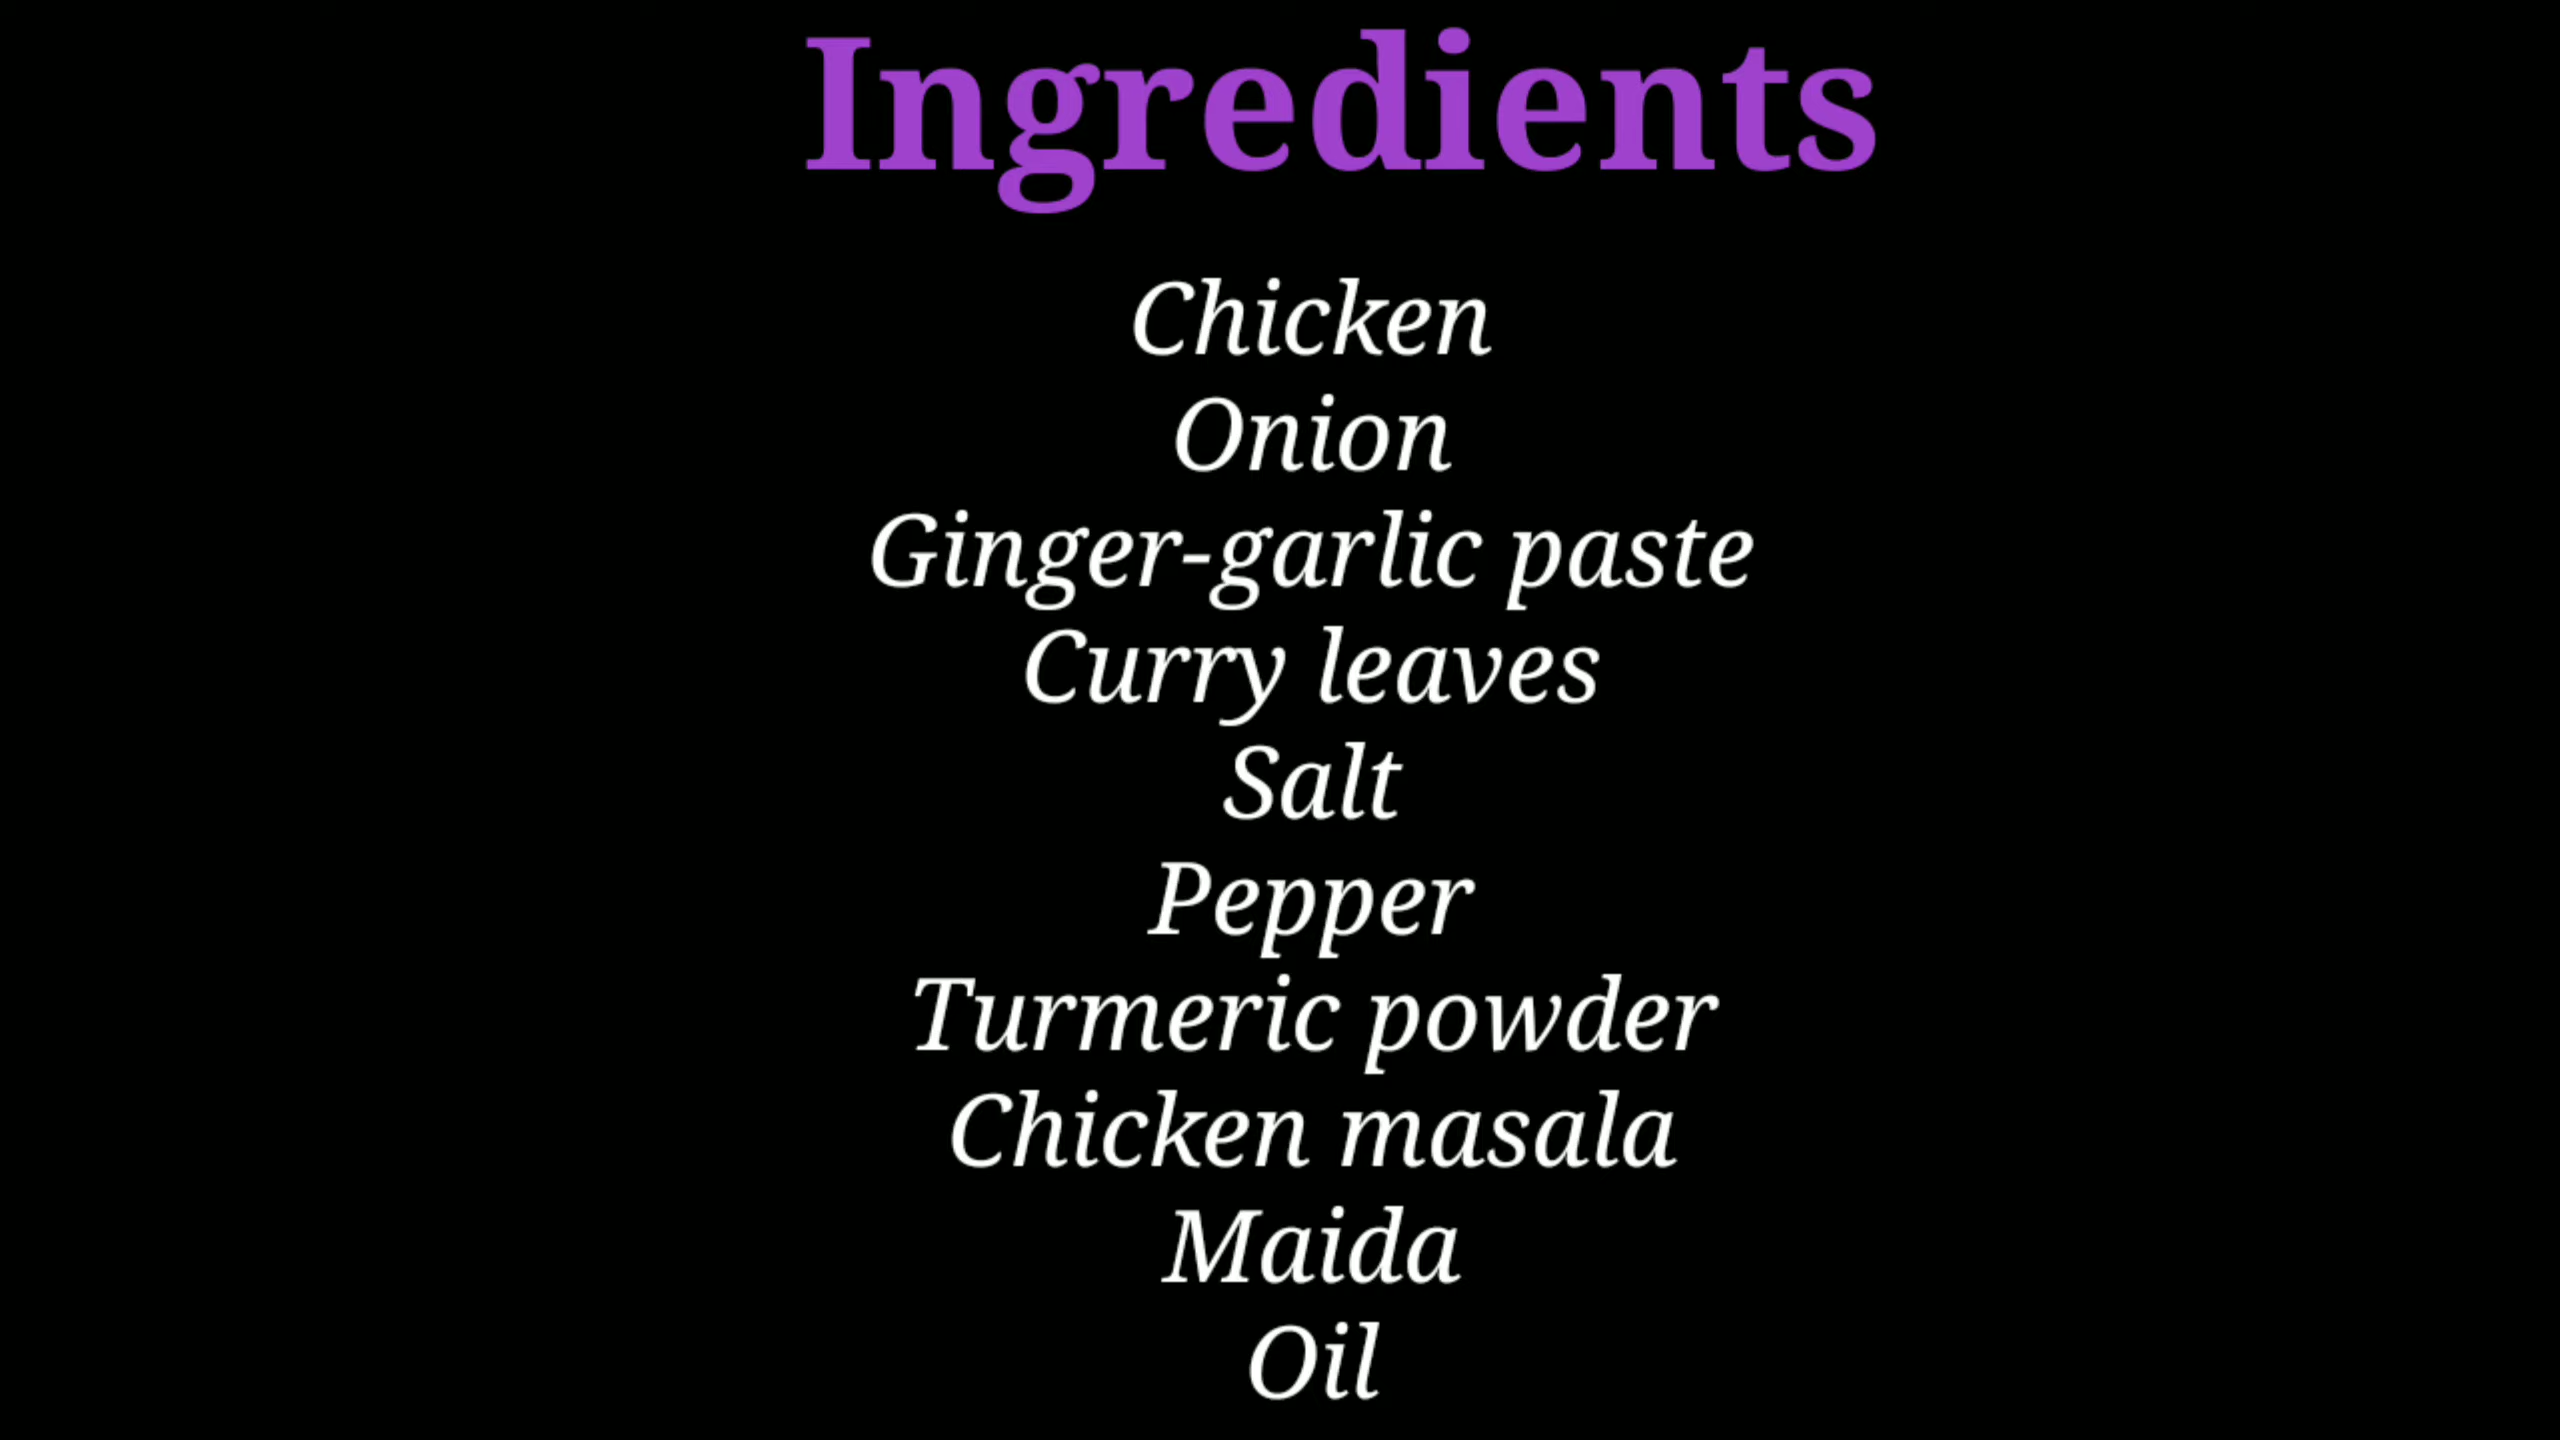 Ingredients
Chicken
Onion
Ginger-garlic paste
Curry leaves
Salt
Pepper
Turmeric powder
Chicken masala
Maida
Oil